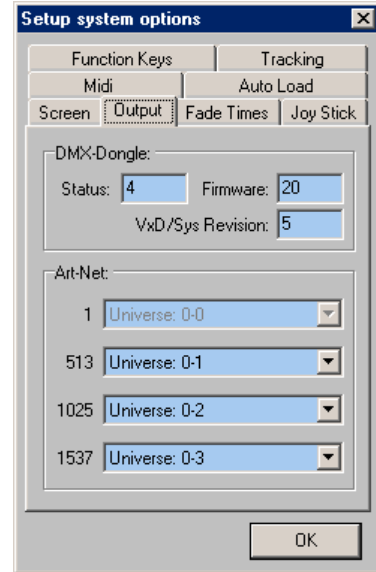 Setup system options
Function Keys Tracking
Midi Auto Load
Screen Output Fade Times Joy Stick
DMX-Dongle:
Status: 4 Firmware: 20
VxD/Sys Revision: 5
Art-Net:
1 Universe: 0-0
513 Universe: 0-1
1025 Universe: 0-2
1537 Universe: 0-3
OK